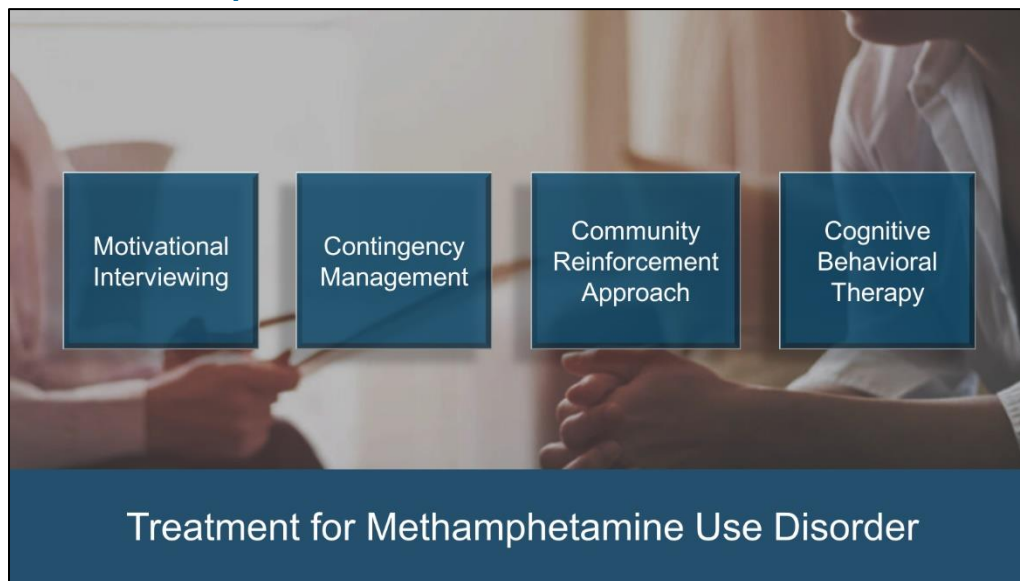 Motivational
Interviewing
Contingency
Management
Community
Reinforcement
Approach
Cognitive
Behavioral
Therapy
Treatment for Methamphetamine Use Disorder